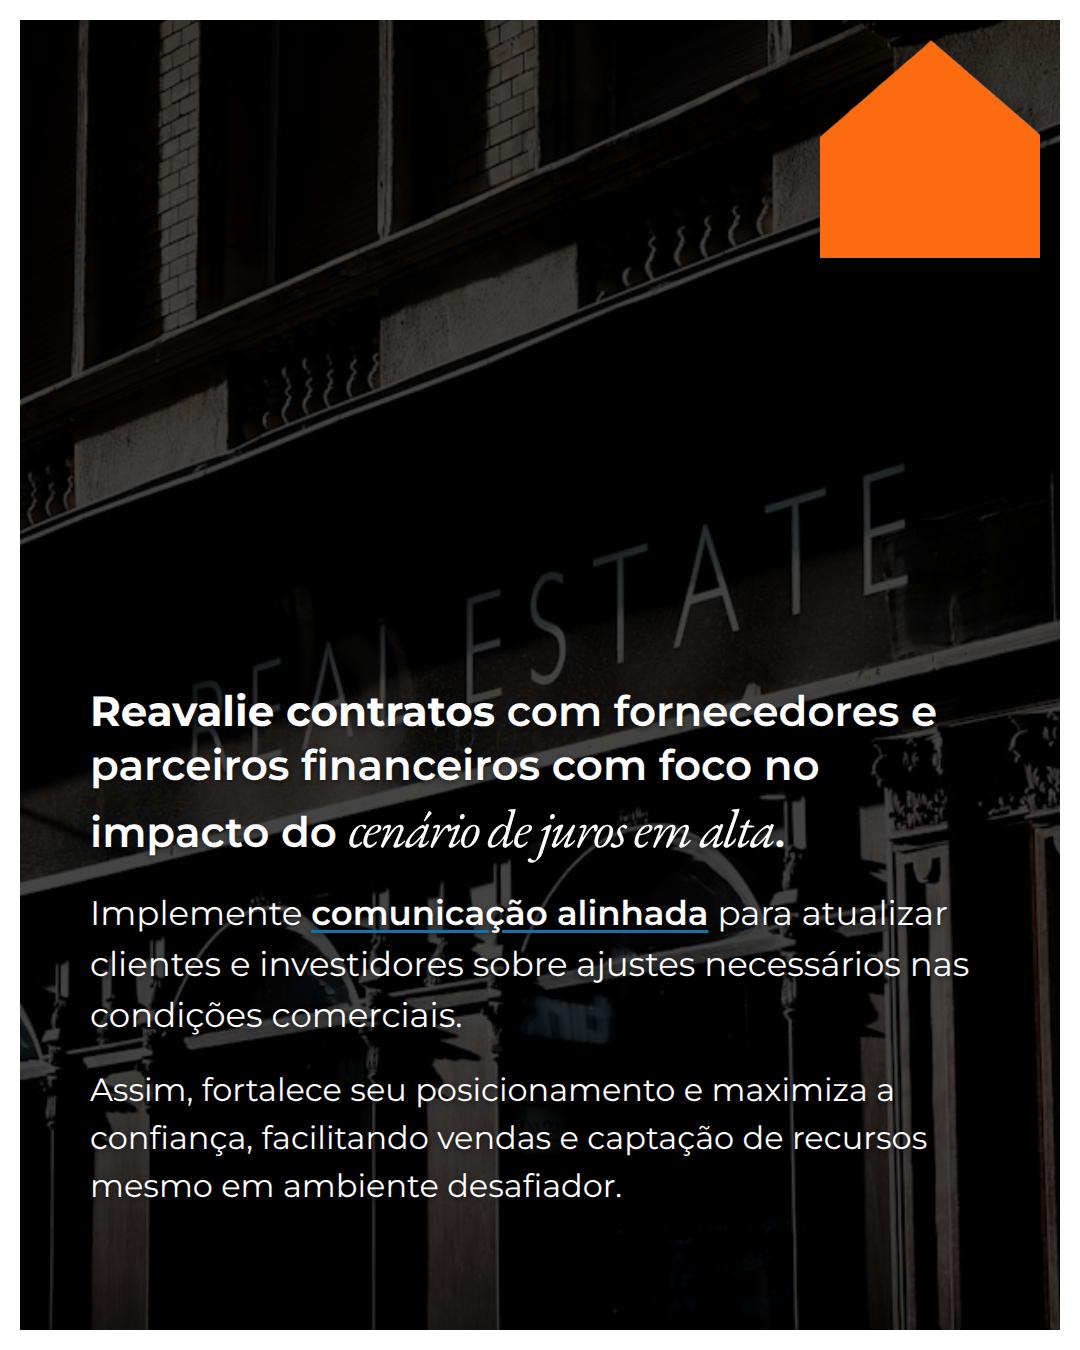 REAL ESTATE
Reavalie contratos com fornecedores e
parceiros financeiros com foco no
impacto do cenário de juros em alta.
Implemente comunicação alinhada para atualizar
clientes e investidores sobre ajustes necessários nas
condições comerciais.
Assim, fortalece seu posicionamento e maximiza a
confiança, facilitando vendas e captação de recursos
mesmo em ambiente desafiador.